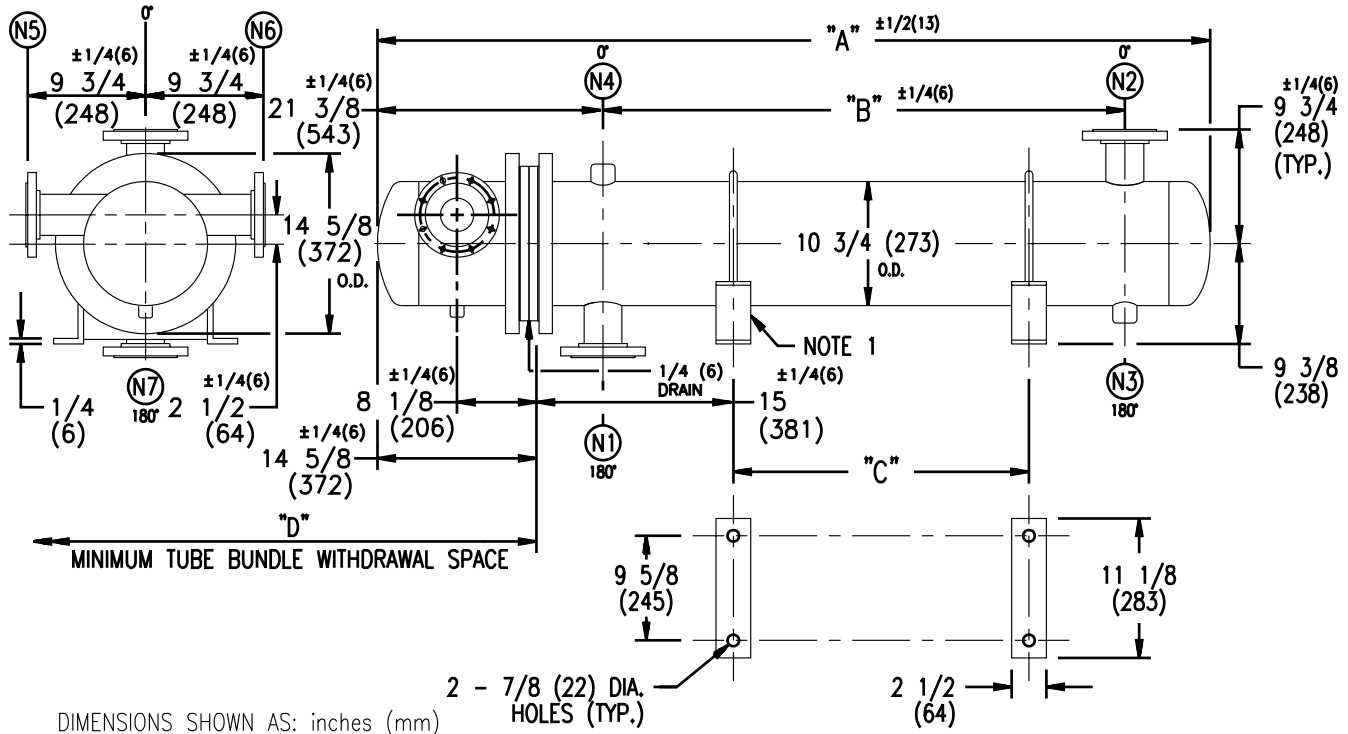 N5
0°
N6
±1/4(6)
9 3/4
(248)
±1/4(6)
9 3/4
(248)
±1/4(6)
21 3/8
(543)
"A" ±1/2(13)
0°
N4
"B" ±1/4(6)
0°
N2
±1/4(6)
9 3/4
(248)
(TYP.)
14 5/8
(372)
O.D.
10 3/4 (273)
O.D.
NOTE 1
1/4
(6)
N7
180°
±1/4(6)
2 1/2
(64)
±1/4(6)
8 1/8
(206)
1/4 (6)
DRAIN
±1/4(6)
15
(381)
N3
180°
9 3/8
(238)
±1/4(6)
14 5/8
(372)
N1
180°
"C"
"D"
MINIMUM TUBE BUNDLE WITHDRAWAL SPACE
9 5/8
(245)
11 1/8
(283)
2 - 7/8 (22) DIA.
HOLES (TYP.)
2 1/2
(64)
DIMENSIONS SHOWN AS: inches (mm)